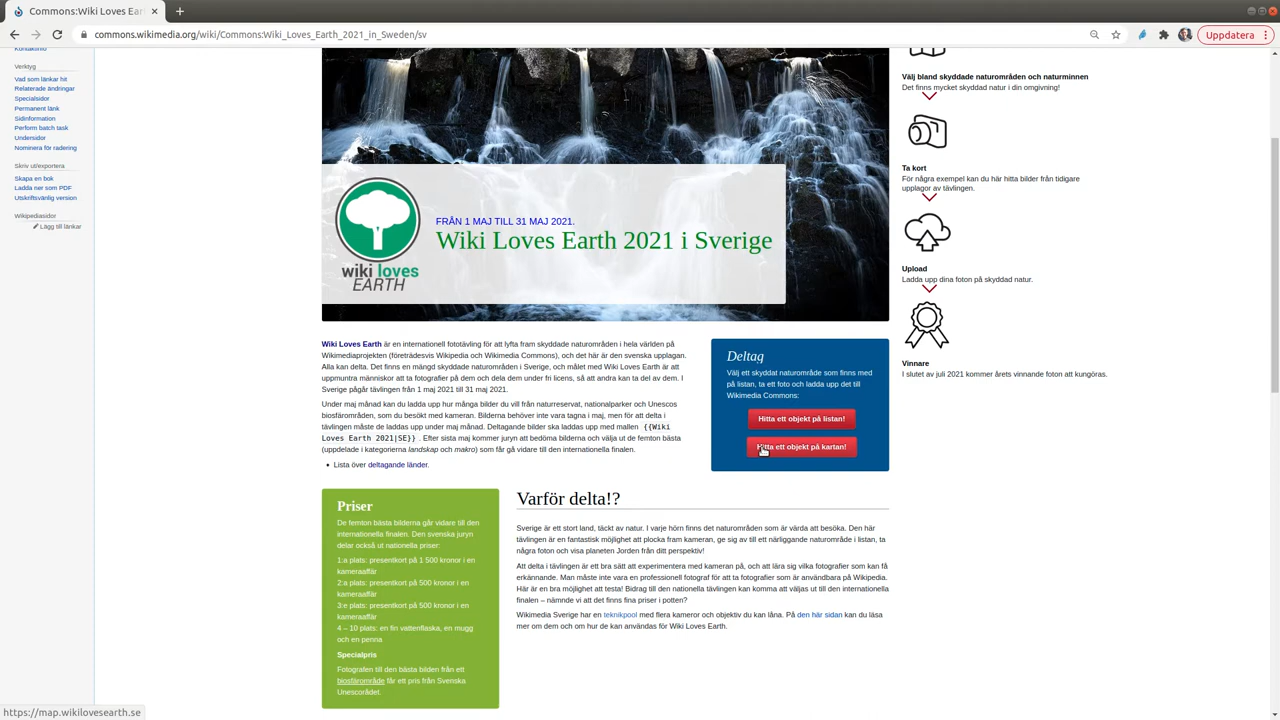 Wiki Loves Ear
commons.wikimedia.org/wiki/Commons:Wiki_Loves_Earth_2021_in_Sweden/sv
Uppdatera
Kontaktinfo
Verktyg
Vad som länkar hit
Relaterade ändringar
Specialsidor
Permanent länk
Sidinformation
Perform batch task
Undersidor
Nominera för radering
Skriv ut/exportera
Skapa en bok
Ladda ner som PDF
Utskriftsvänlig version
Wikipediasidor
Lägg till länkar
wiki loves
EARTH
FRÅN 1 MAJ TILL 31 MAJ 2021.
Wiki Loves Earth 2021 i Sverige
Wiki Loves Earth är en internationell fototävling för att lyfta fram skyddade naturområden i hela världen på
Wikimediaprojekten (företrädesvis Wikipedia och Wikimedia Commons), och det här är den svenska upplagan.
Alla kan delta. Det finns en mängd skyddade naturområden i Sverige, och målet med Wiki Loves Earth är att
uppmuntra människor att ta fotografier på dem och dela dem under fri licens, så att andra kan ta del av dem. I
Sverige pågår tävlingen från 1 maj 2021 till 31 maj 2021.
Under maj månad kan du ladda upp hur många bilder du vill från naturreservat, nationalparker och Unescos
biosfärområden, som du besökt med kameran. Bilderna behöver inte vara tagna i maj, men för att delta i
tävlingen måste de laddas upp under maj månad. Deltagande bilder ska laddas upp med mallen {{Wiki
Loves Earth 2021|SE}} . Efter sista maj kommer juryn att bedöma bilderna och välja ut de femton bästa
(uppdelade i kategorierna landskap och makro) som får gå vidare till den internationella finalen.
• Lista över deltagande länder.
Deltag
Välj ett skyddat naturområde som finns med
på listan, ta ett foto och ladda upp det till
Wikimedia Commons:
Hitta ett objekt på listan!
Hitta ett objekt på kartan!
Välj bland skyddade naturområden och naturminnen
Det finns mycket skyddad natur i din omgivning!
Ta kort
För några exempel kan du här hitta bilder från tidigare
upplagor av tävlingen.
Upload
Ladda upp dina foton på skyddad natur.
Vinnare
I slutet av juli 2021 kommer årets vinnande foton att kungöras.
Priser
De femton bästa bilderna går vidare till den
internationella finalen. Den svenska juryn
delar också ut nationella priser:
1:a plats: presentkort på 1 500 kronor i en
kameraaffär
2:a plats: presentkort på 500 kronor i en
kameraaffär
3:e plats: presentkort på 500 kronor i en
kameraaffär
4 – 10 plats: en fin vattenflaska, en mugg
och en penna
Specialpris
Fotografen till den bästa bilden från ett
biosfärområde får ett pris från Svenska
Unescorådet.
Varför delta!?
Sverige är ett stort land, täckt av natur. I varje hörn finns det naturområden som är värda att besöka. Den här
tävlingen är en fantastisk möjlighet att plocka fram kameran, ge sig av till ett närliggande naturområde i listan, ta
några foton och visa planeten Jorden från ditt perspektiv!
Att delta i tävlingen är ett bra sätt att experimentera med kameran på, och att lära sig vilka fotografier som kan få
erkännande. Man måste inte vara en professionell fotograf för att ta fotografier som är användbara på Wikipedia.
Här är en bra möjlighet att testa! Bidrag till den nationella tävlingen kan komma att väljas ut till den internationella
finalen – nämnde vi att det finns fina priser i potten?
Wikimedia Sverige har en teknikpool med flera kameror och objektiv du kan låna. På den här sidan kan du läsa
mer om dem och om hur de kan användas för Wiki Loves Earth.
https://map.wikilovesearth.se